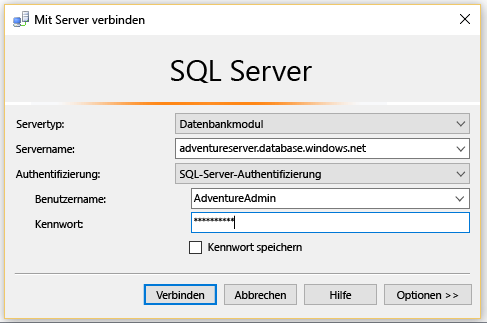 Mit Server verbinden
SQL Server
Servertyp: Datenbankmodul
Servername: adventureserver.database.windows.net
Authentifizierung: SQL-Server-Authentifizierung
Benutzername: AdventureAdmin
Kennwort: **********
Kennwort speichern
Verbinden Abbrechen Hilfe Optionen >>